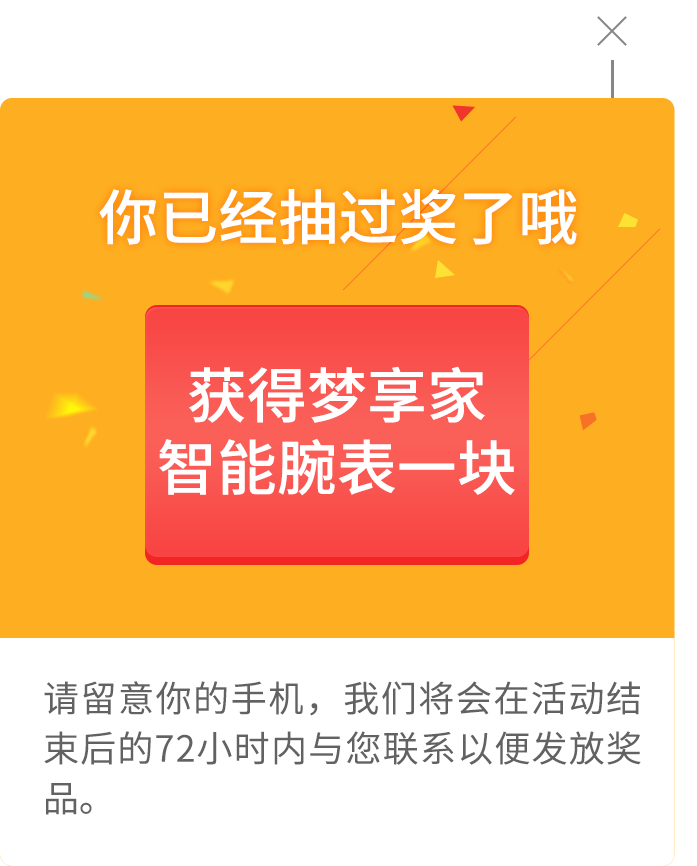 你已经抽过奖了哦
获得梦享家
智能腕表一块
请留意你的手机，我们将会在活动结
束后的72小时内与您联系以便发放奖
品。